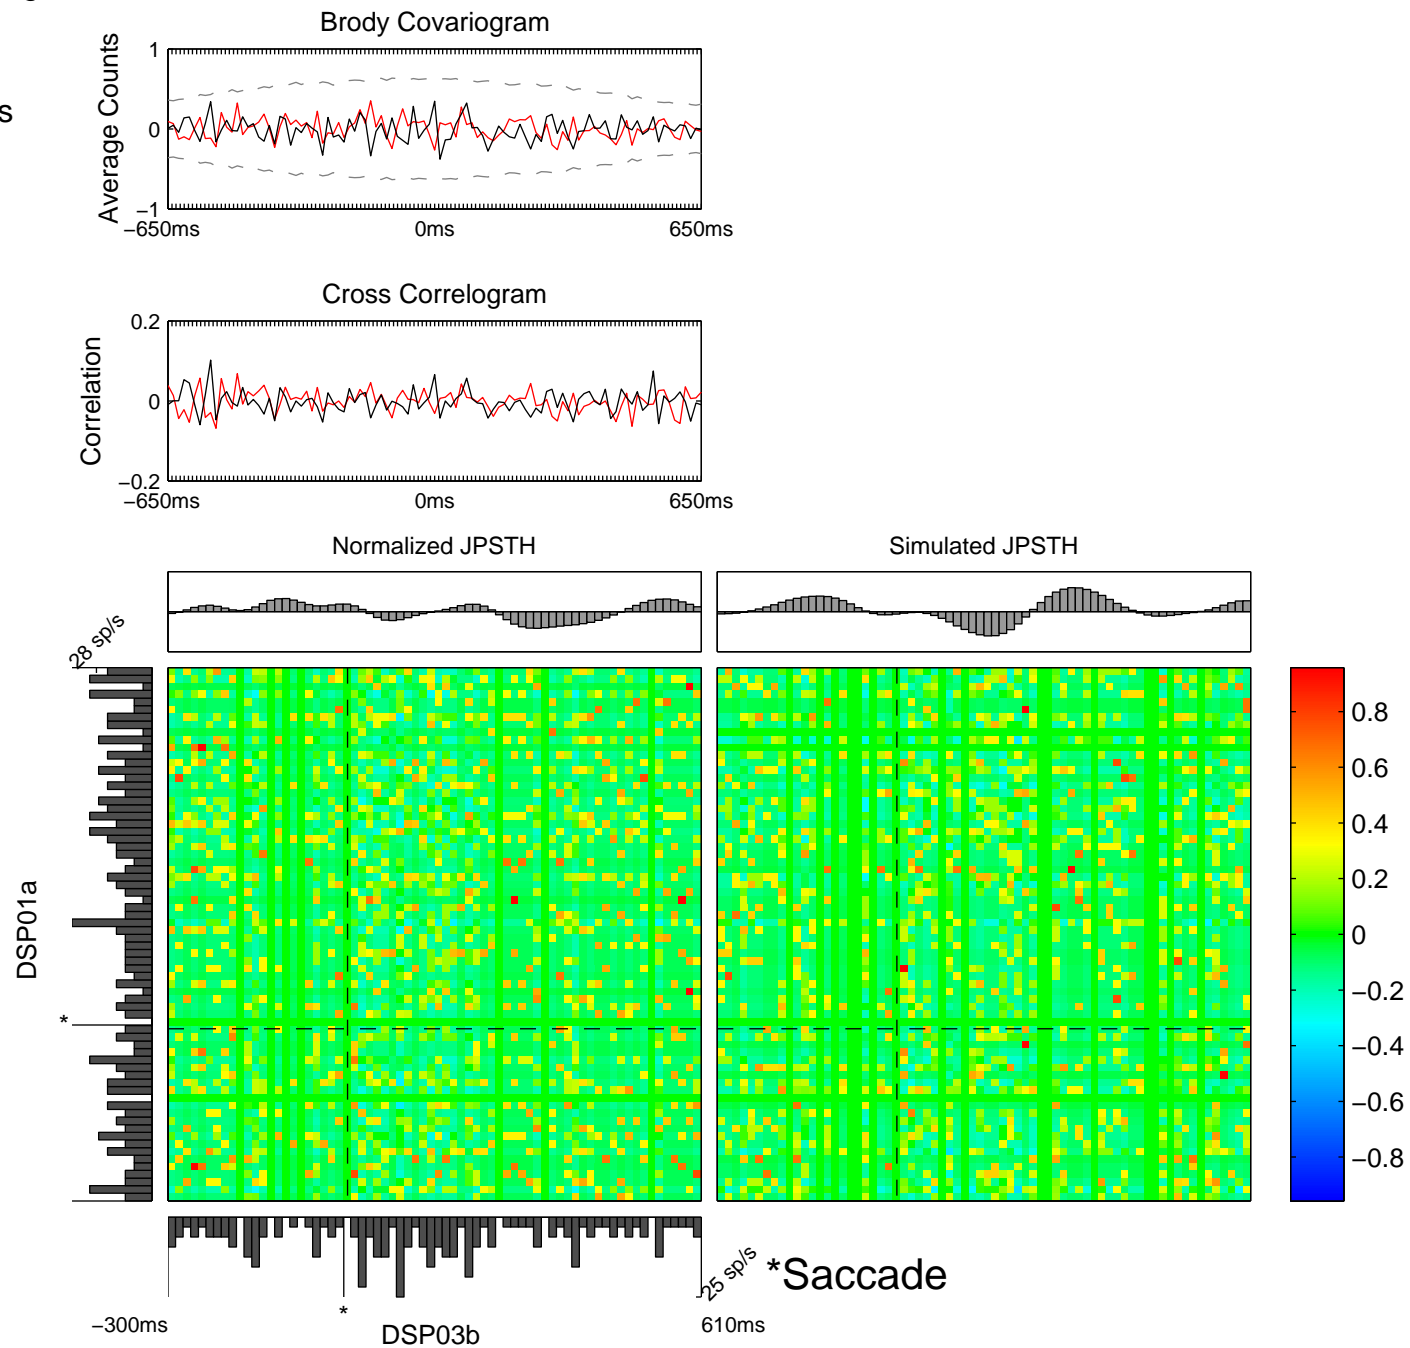 g
Brody Covariogram
s
Average Counts
1
0
−1
−650ms 0ms 650ms
Cross Correlogram
Correlation
0.2
0
−0.2
−650ms 0ms 650ms
Normalized JPSTH Simulated JPSTH
28 sp/s
DSP01a
*
0.8
0.6
0.4
0.2
0
−0.2
−0.4
−0.6
−0.8
25 sp/s *Saccade
*
−300ms DSP03b 610ms